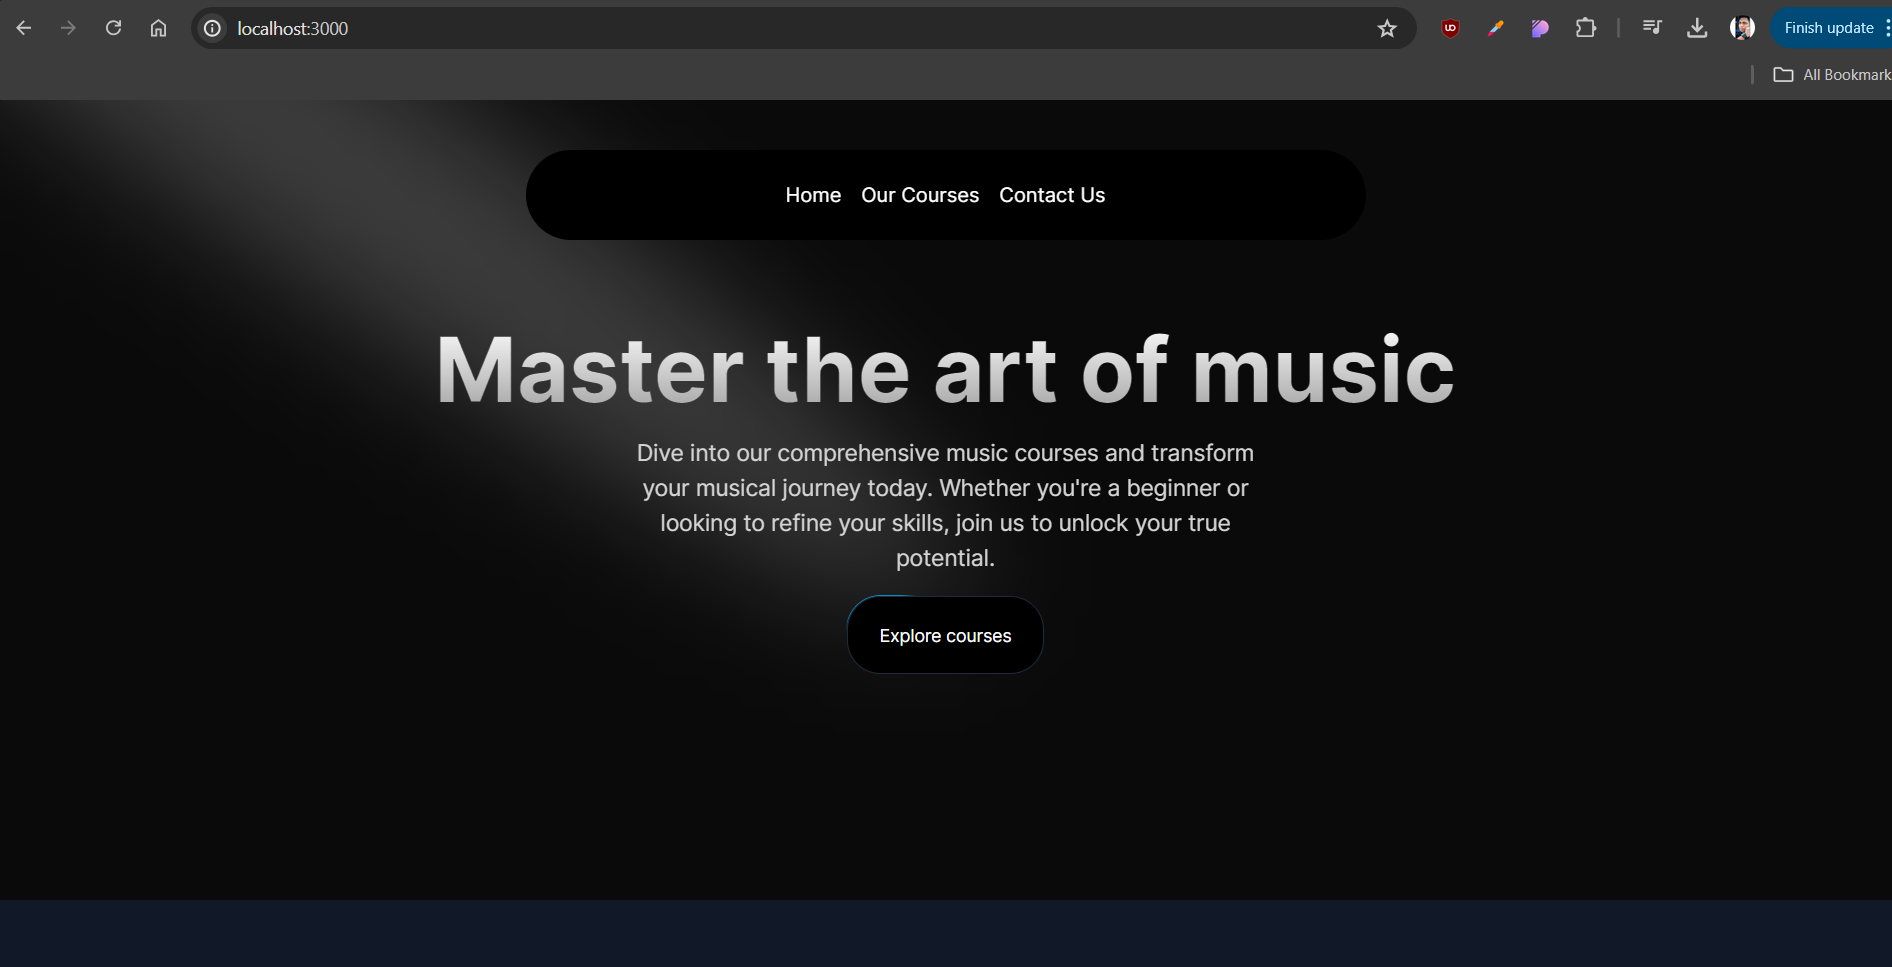 localhost:3000
Finish update
All Bookmark
Home Our Courses Contact Us
Master the art of music
Dive into our comprehensive music courses and transform
your musical journey today. Whether you're a beginner or
looking to refine your skills, join us to unlock your true
potential.
Explore courses